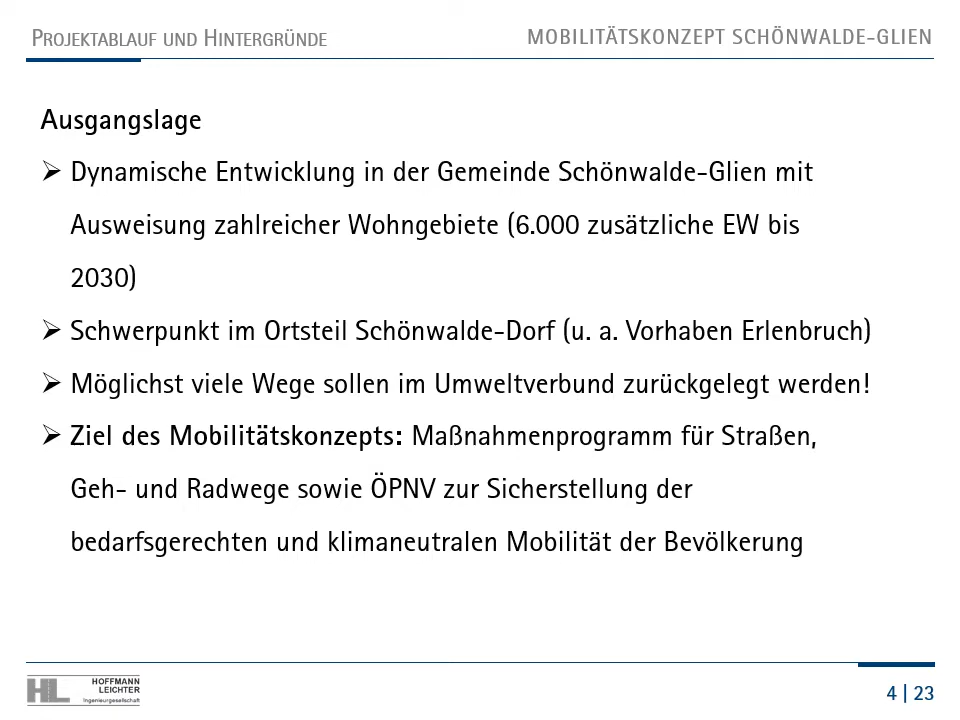 Projektablauf und Hintergründe
MOBILITÄTSKONZEPT SCHÖNWALDE-GLIEN
Ausgangslage
➢ Dynamische Entwicklung in der Gemeinde Schönwalde-Glien mit
Ausweisung zahlreicher Wohngebiete (6.000 zusätzliche EW bis
2030)
➢ Schwerpunkt im Ortsteil Schönwalde-Dorf (u. a. Vorhaben Erlenbruch)
➢ Möglichst viele Wege sollen im Umweltverbund zurückgelegt werden!
➢ Ziel des Mobilitätskonzepts: Maßnahmenprogramm für Straßen,
Geh- und Radwege sowie ÖPNV zur Sicherstellung der
bedarfsgerechten und klimaneutralen Mobilität der Bevölkerung
HL
HOFFMANN
LEICHTER
Ingenieurgesellschaft
4 | 23